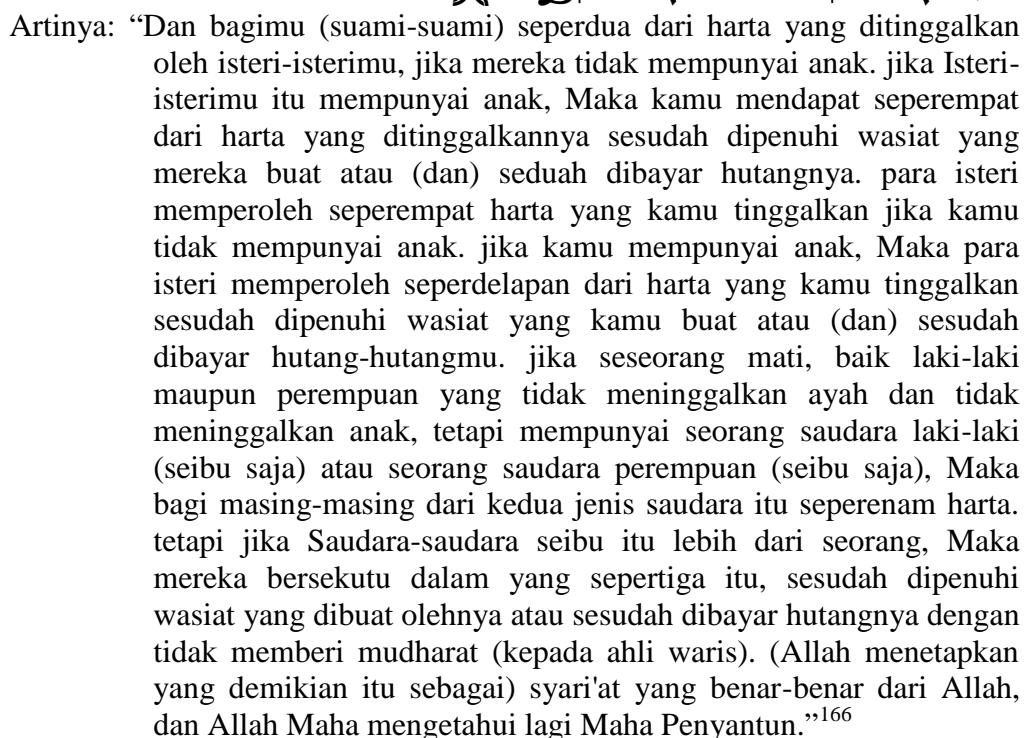 Artinya: “Dan bagimu (suami-suami) seperdua dari harta yang ditinggalkan
oleh isteri-isterimu, jika mereka tidak mempunyai anak. jika Isteri-
isterimu itu mempunyai anak, Maka kamu mendapat seperempat
dari harta yang ditinggalkannya sesudah dipenuhi wasiat yang
mereka buat atau (dan) seduah dibayar hutangnya. para isteri
memperoleh seperempat harta yang kamu tinggalkan jika kamu
tidak mempunyai anak. jika kamu mempunyai anak, Maka para
isteri memperoleh seperdelapan dari harta yang kamu tinggalkan
sesudah dipenuhi wasiat yang kamu buat atau (dan) sesudah
dibayar hutang-hutangmu. jika seseorang mati, baik laki-laki
maupun perempuan yang tidak meninggalkan ayah dan tidak
meninggalkan anak, tetapi mempunyai seorang saudara laki-laki
(seibu saja) atau seorang saudara perempuan (seibu saja), Maka
bagi masing-masing dari kedua jenis saudara itu seperenam harta.
tetapi jika Saudara-saudara seibu itu lebih dari seorang, Maka
mereka bersekutu dalam yang sepertiga itu, sesudah dipenuhi
wasiat yang dibuat olehnya atau sesudah dibayar hutangnya dengan
tidak memberi mudharat (kepada ahli waris). (Allah menetapkan
yang demikian itu sebagai) syari'at yang benar-benar dari Allah,
dan Allah Maha mengetahui lagi Maha Penyantun.”166